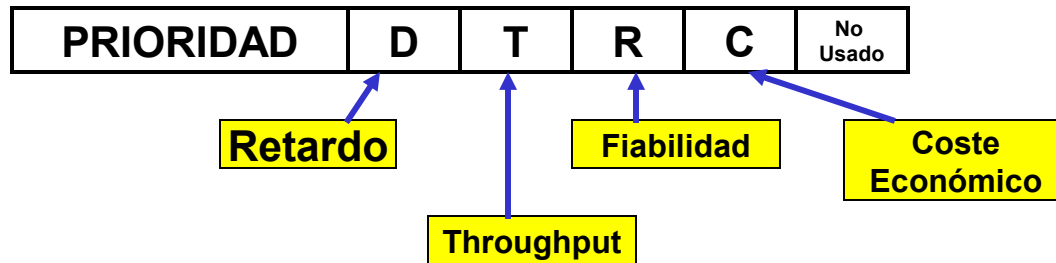 PRIORIDAD D T R C No
Usado
Retardo
Fiabilidad
Coste
Económico
Throughput